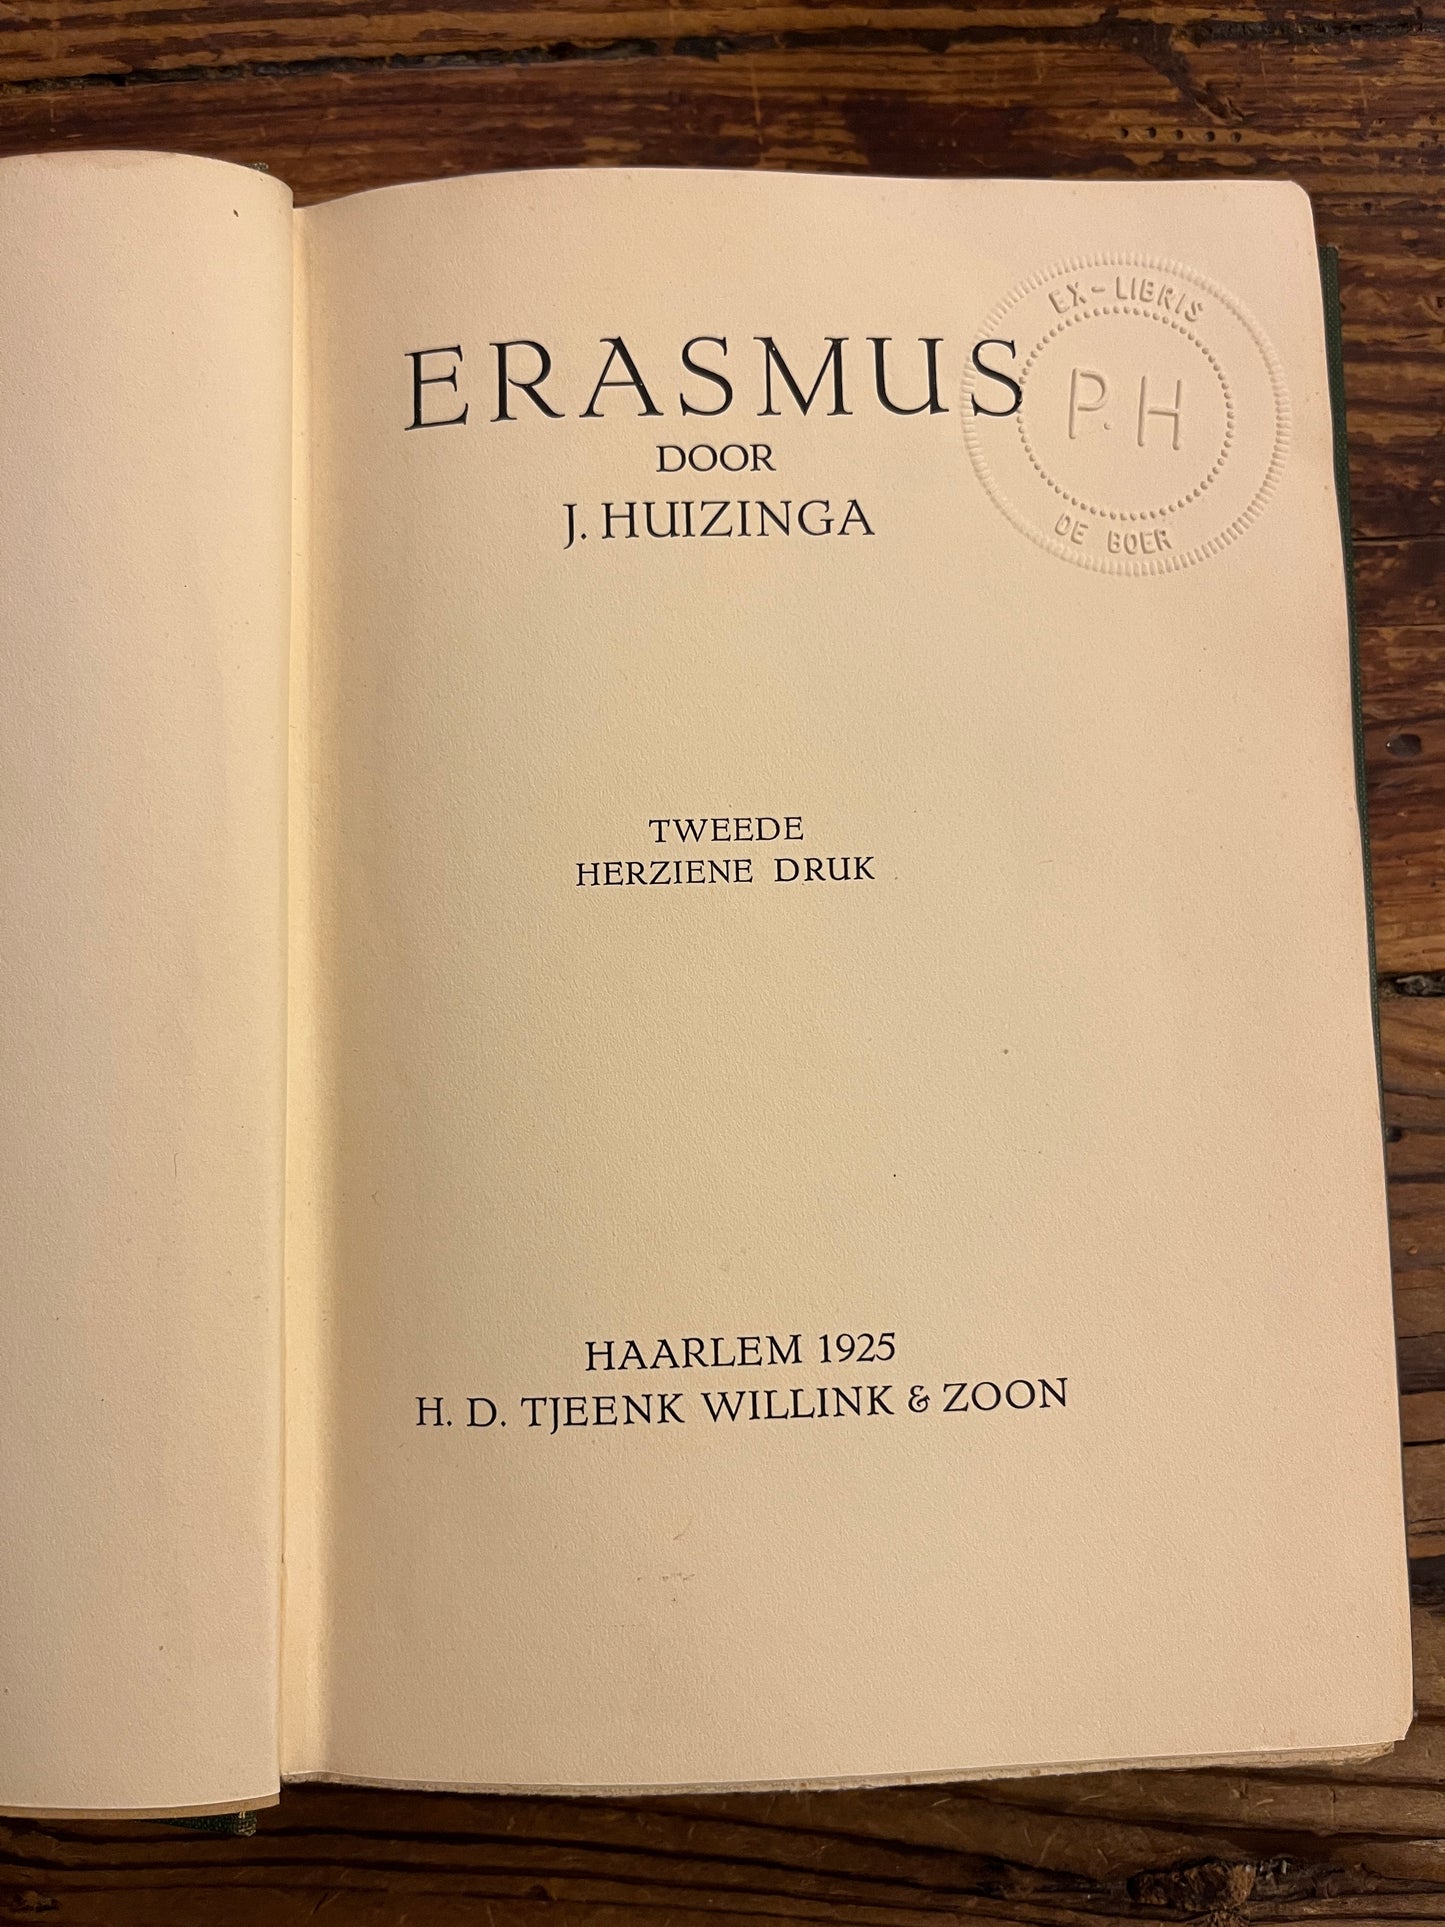 ERASMUS
DOOR
J. HUIZINGA
EX-LIBRIS
P.H
DE BOER
TWEEDE
HERZIENE DRUK
HAARLEM 1925
H. D. TJEENK WILLINK & ZOON